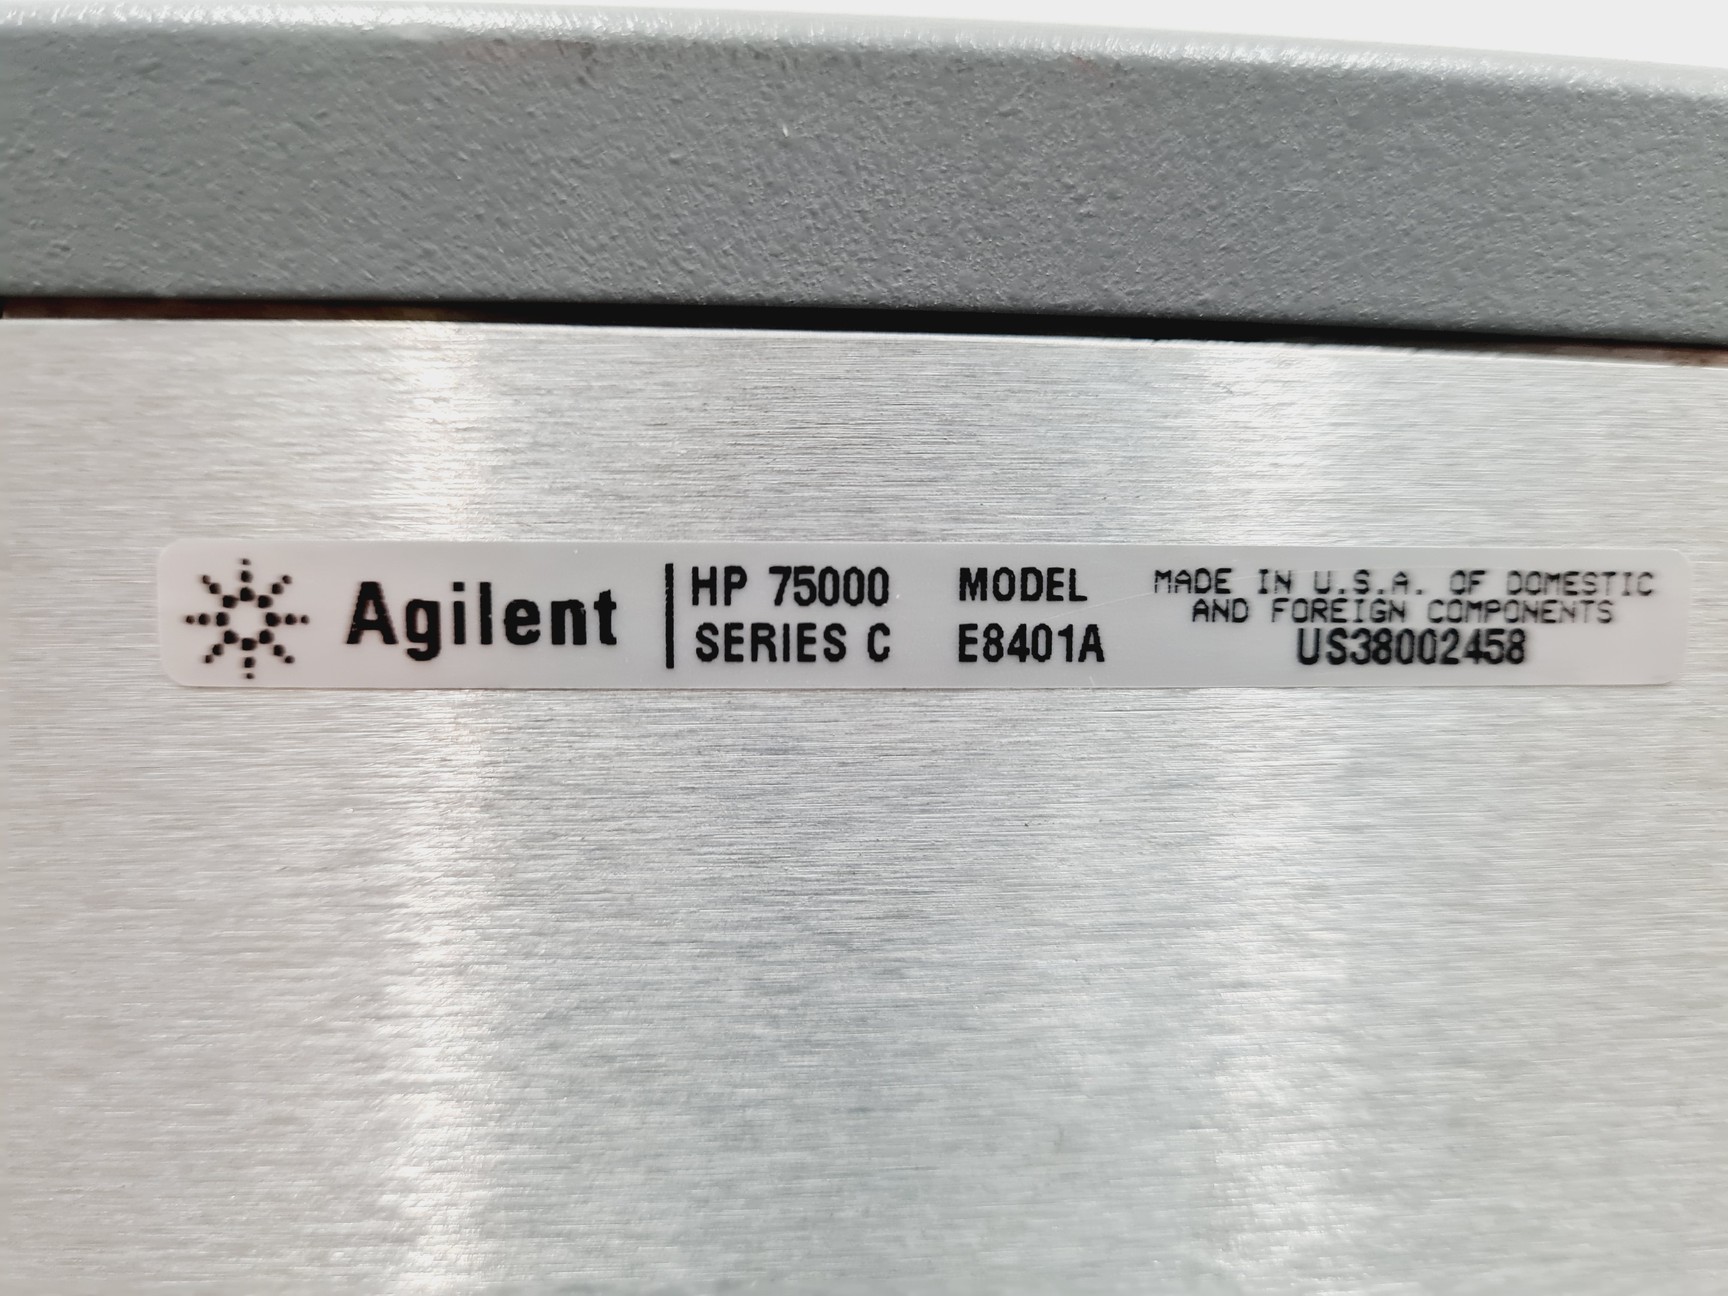 Agilent
HP 75000
SERIES C
MODEL
E8401A
MADE IN U.S.A. OF DOMESTIC
AND FOREIGN COMPONENTS
US38002458